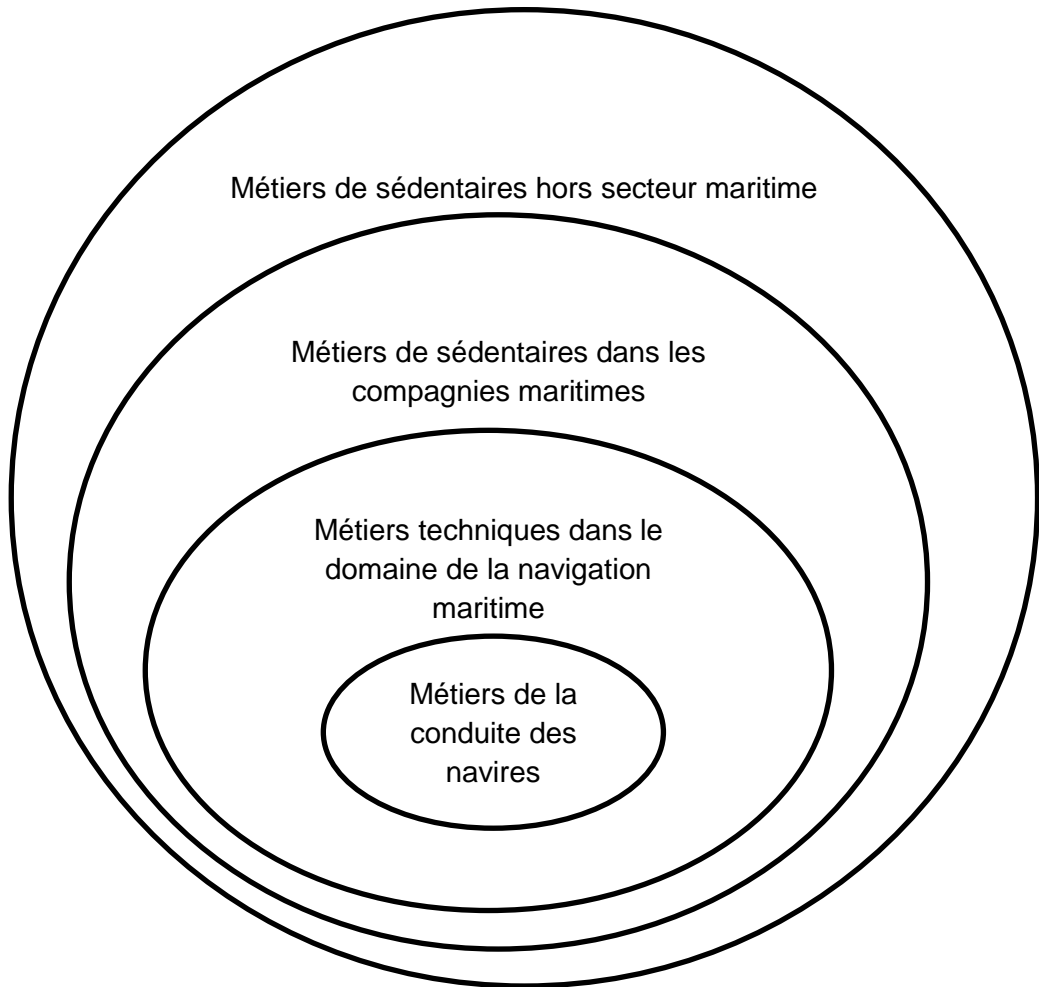 Métiers de sédentaires hors secteur maritime
Métiers de sédentaires dans les
compagnies maritimes
Métiers techniques dans le
domaine de la navigation
maritime
Métiers de la
conduite des
navires